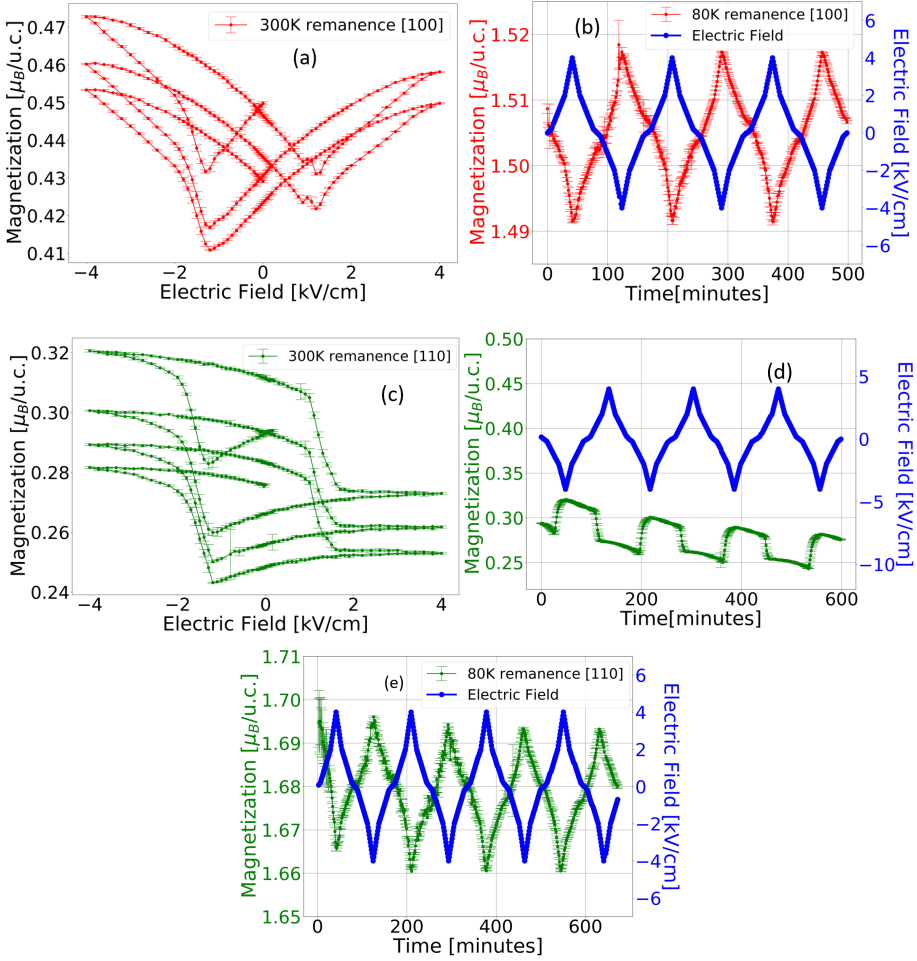 300K remanence [100]
(a)
Magnetization [μB/u.c.]
0.47
0.46
0.45
0.44
0.43
0.42
0.41
−4 −2 0 2 4
Electric Field [kV/cm]
80K remanence [100]
Electric Field
(b)
Magnetization [μB/u.c.]
1.52
1.51
1.50
1.49
Electric Field [kV/cm]
6
4
2
0
−2
−4
−6
0 100 200 300 400 500
Time[minutes]
300K remanence [110]
(c)
Magnetization [μB/u.c.]
0.32
0.30
0.28
0.26
0.24
−4 −2 0 2 4
Electric Field [kV/cm]
(d)
Magnetization [μB/u.c.]
0.50
0.45
0.40
0.35
0.30
0.25
Electric Field [kV/cm]
5
0
−5
−10
0 200 400 600
Time[minutes]
80K remanence [110]
Electric Field
(e)
Magnetization [μB/u.c.]
1.71
1.70
1.69
1.68
1.67
1.66
1.65
Electric Field [kV/cm]
6
4
2
0
−2
−4
−6
0 200 400 600
Time [minutes]